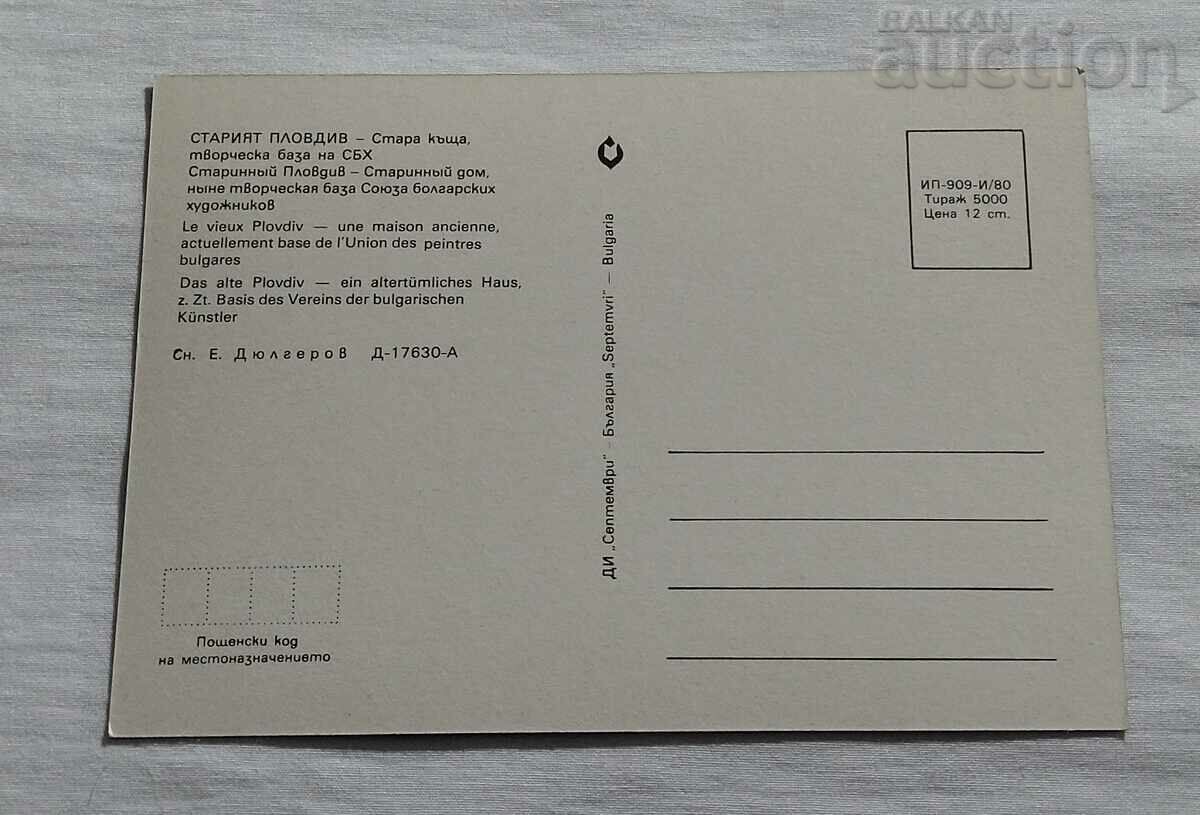 BALKAN
auction
СТАРИЯТ ПЛОВДИВ – Стара къща,
творческа база на СБХ
Старинный Пловдив – Старинный дом,
ныне творческая база Союза болгарских
художников
Le vieux Plovdiv — une maison ancienne,
actuellement base de l'Union des peintres
bulgares
Das alte Plovdiv — ein altertümliches Haus,
z. Zt. Basis des Vereins der bulgarischen
Künstler
Сн. Е. Дюлгеров Д-17630-А
Пощенски код
на местоназначението
ДИ „Септември" – България „Septemvri" – Bulgaria
ИП-909-И/80
Тираж 5000
Цена 12 ст.